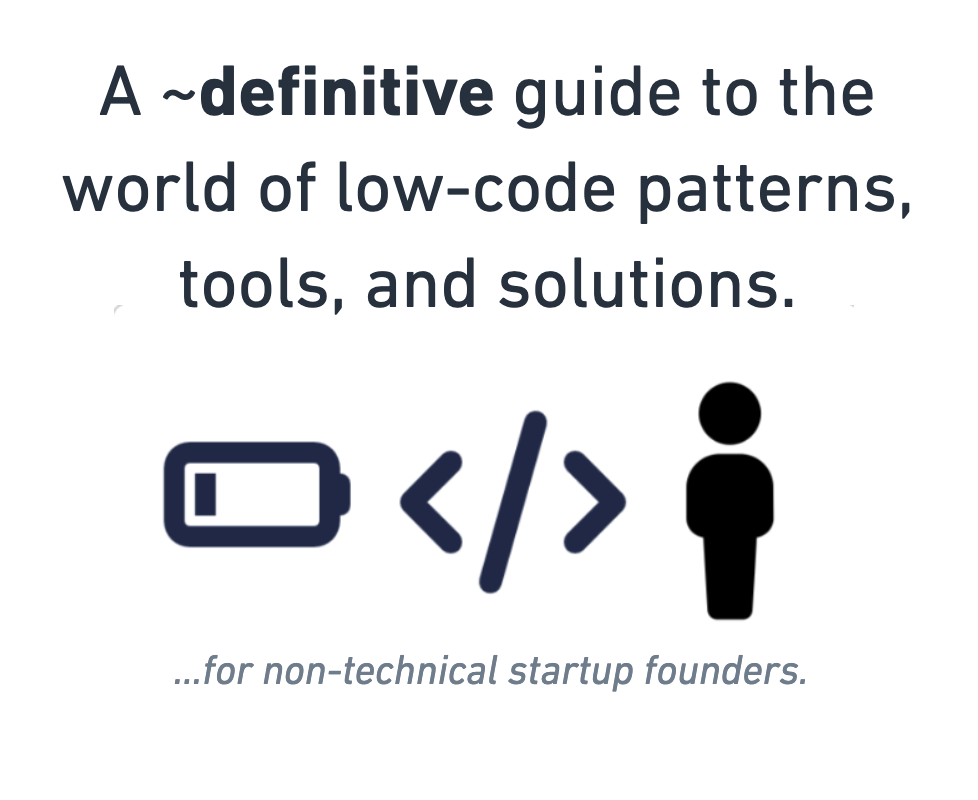 A ~definitive guide to the
world of low-code patterns,
tools, and solutions.
</>
...for non-technical startup founders.